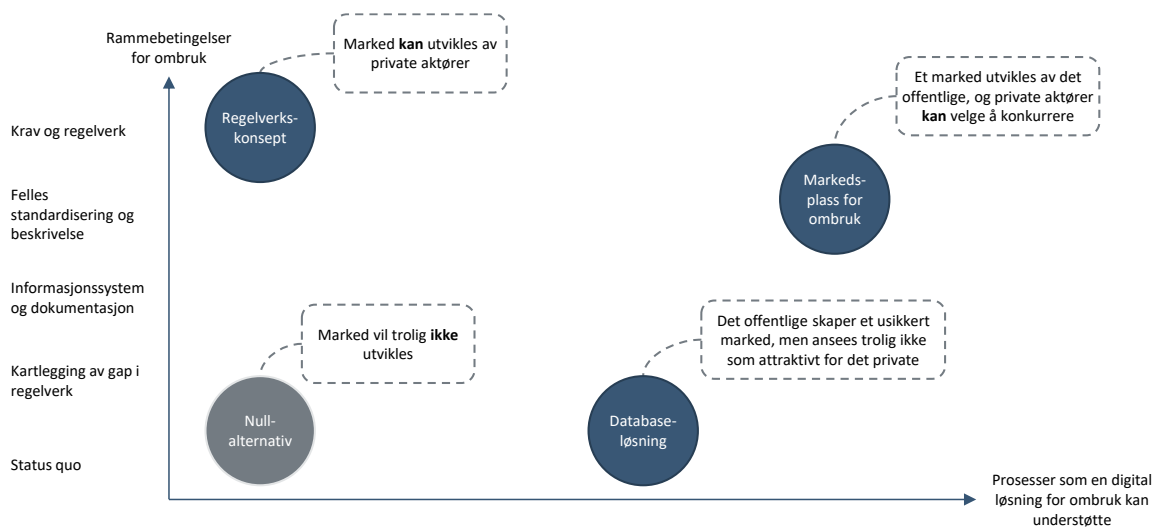 Rammebetingelser
for ombruk
Marked kan utvikles av
private aktører
Et marked utvikles av det
offentlige, og private aktører
kan velge å konkurrere
Krav og regelverk
Regelverks-
konsept
Markeds-
plass for
ombruk
Felles
standardisering og
beskrivelse
Informasjonssystem
og dokumentasjon
Marked vil trolig ikke
utvikles
Det offentlige skaper et usikkert
marked, men ansees trolig ikke
som attraktivt for det private
Kartlegging av gap i
regelverk
Null-
alternativ
Database-
løsning
Status quo
Prosesser som en digital
løsning for ombruk kan
understøtte